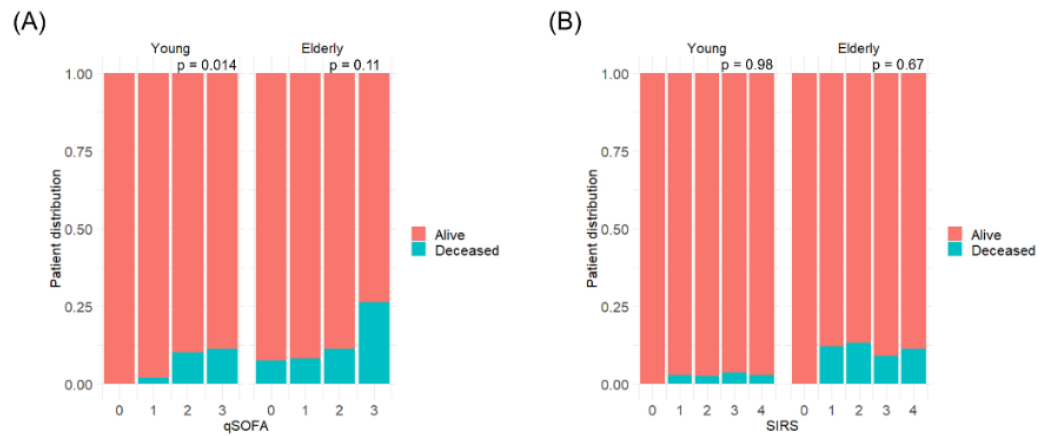 (A)
Young Elderly
p = 0.014 p = 0.11
1.00
0.75
0.50
0.25
0.00
Patient distribution
0 1 2 3 0 1 2 3
qSOFA
Alive
Deceased
(B)
Young Elderly
p = 0.98 p = 0.67
1.00
0.75
0.50
0.25
0.00
Patient distribution
0 1 2 3 4 0 1 2 3 4
SIRS
Alive
Deceased